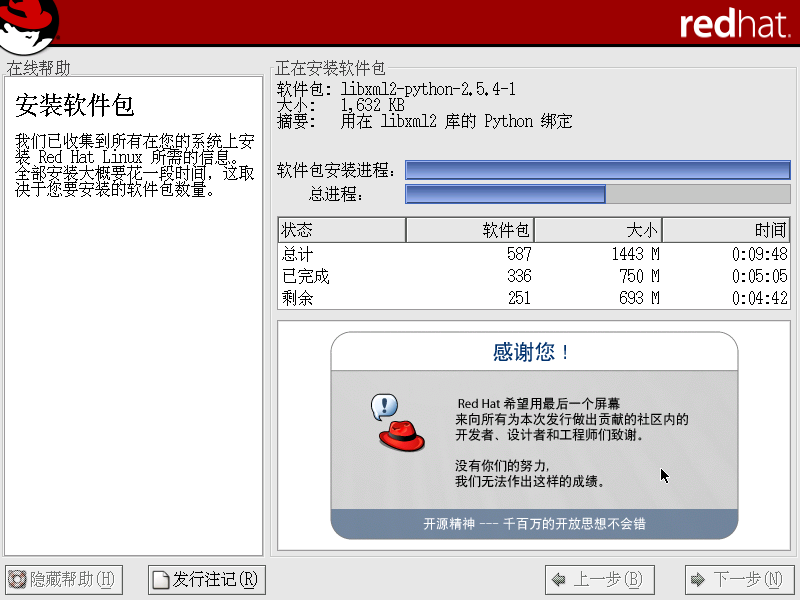 redhat.
在线帮助
安装软件包
我们已收集到所有在您的系统上安
装 Red Hat Linux 所需的信息。
全部安装大概要花一段时间，这取
决于您要安装的软件包数量。
正在安装软件包
软件包: libxml2-python-2.5.4-1
大小: 1,632 KB
摘要: 用在 libxml2 库的 Python 绑定
软件包安装进程:
总进程:
状态 软件包 大小 时间
总计 587 1443 M 0:09:48
已完成 336 750 M 0:05:05
剩余 251 693 M 0:04:42
感谢您！
Red Hat 希望用最后一个屏幕
来向所有为本次发行做出贡献的社区内的
开发者、设计者和工程师们致谢。
没有你们的努力,
我们无法作出这样的成绩。
开源精神 --- 千百万的开放思想不会错
隐藏帮助(H) 发行注记(R) 上一步(B) 下一步(N)